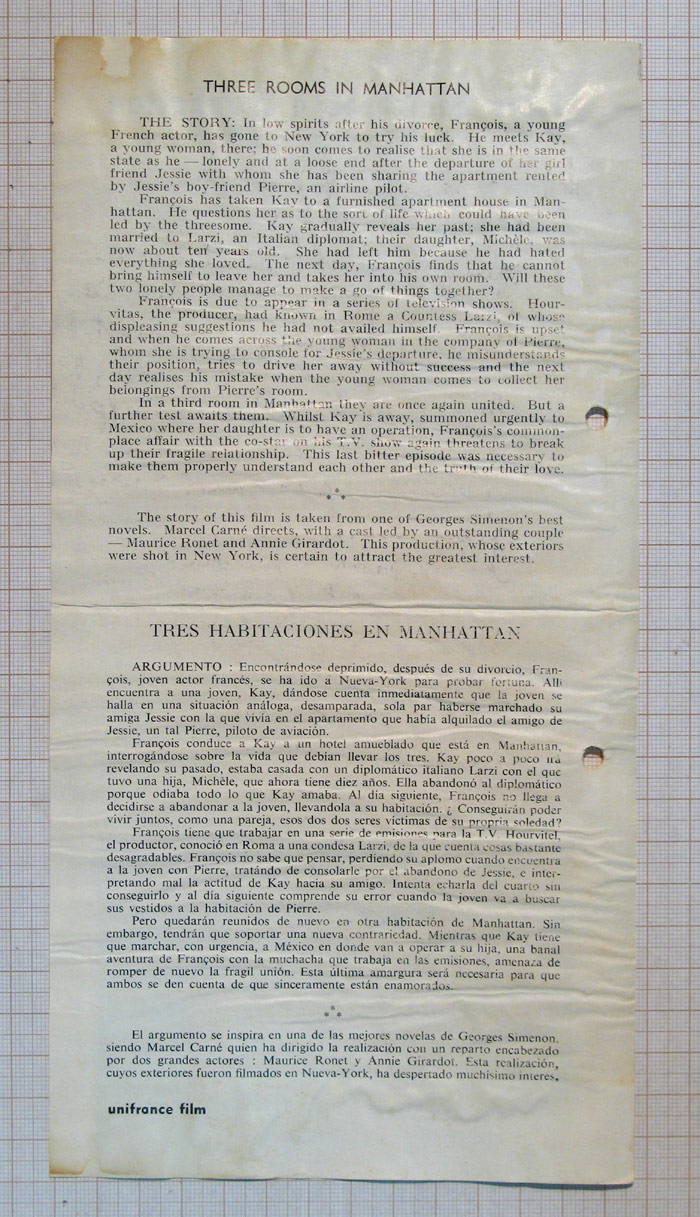 THREE ROOMS IN MANHATTAN
THE STORY: In low spirits after his divorce, François, a young
French actor, has gone to New York to try his luck. He meets Kay,
a young woman, there; he soon comes to realise that she is in the same
state as he — lonely and at a loose end after the departure of her girl
friend Jessie with whom she has been sharing the apartment rented
by Jessie's boy-friend Pierre, an airline pilot.
François has taken Kay to a furnished apartment house in Man-
hattan. He questions her as to the sort of life which could have been
led by the threesome. Kay gradually reveals her past; she had been
married to Larzi, an Italian diplomat; their daughter, Michèle, was
now about ten years old. She had left him because he had hated
everything she loved. The next day, François finds that he cannot
bring himself to leave her and takes her into his own room. Will these
two lonely people manage to make a go of things together?
François is due to appear in a series of television shows. Hour-
vitas, the producer, had known in Rome a Countess Larzi, of whose
displeasing suggestions he had not availed himself. François is upset
and when he comes across the young woman in the company of Pierre,
whom she is trying to console for Jessie's departure, he misunderstands
their position, tries to drive her away without success and the next
day realises his mistake when the young woman comes to collect her
belongings from Pierre's room.
In a third room in Manhattan they are once again united. But a
further test awaits them. Whilst Kay is away, summoned urgently to
Mexico where her daughter is to have an operation, François's common-
place affair with the co-star on his T.V. show again threatens to break
up their fragile relationship. This last bitter episode was necessary to
make them properly understand each other and the truth of their love.
The story of this film is taken from one of Georges Simenon's best
novels. Marcel Carné directs, with a cast led by an outstanding couple
— Maurice Ronet and Annie Girardot. This production, whose exteriors
were shot in New York, is certain to attract the greatest interest.
TRES HABITACIONES EN MANHATTAN
ARGUMENTO : Encontrándose deprimido, después de su divorcio, Fran-
çois, joven actor francés, se ha ido a Nueva-York para probar fortuna. Allí
encuentra a una joven, Kay, dándose cuenta inmediatamente que la joven se
halla en una situación análoga, desamparada, sola par haberse marchado su
amiga Jessie con la que vivía en el apartamento que había alquilado el amigo de
Jessie, un tal Pierre, piloto de aviación.
François conduce a Kay a un hotel amueblado que está en Manhattan,
interrogándose sobre la vida que debian llevar los tres. Kay poco a poco ira
revelando su pasado, estaba casada con un diplomático italiano Larzi con el que
tuvo una hija, Michèle, que ahora tiene diez años. Ella abandonó al diplomático
porque odiaba todo lo que Kay amaba. Al día siguiente, François no llega a
decidirse a abandonar a la joven, llevandola a su habitación. ¿ Conseguirán poder
vivir juntos, como una pareja, esos dos dos seres víctimas de su propria soledad?
François tiene que trabajar en una serie de emisiones para la T.V. Hourvitel,
el productor, conoció en Roma a una condesa Larzi, de la que cuenta cosas bastante
desagradables. François no sabe que pensar, perdiendo su aplomo cuando encuentra
a la joven con Pierre, tratándo de consolarle por el abandono de Jessie, e inter-
pretando mal la actitud de Kay hacia su amigo. Intenta echarla del cuarto sin
conseguirlo y al día siguiente comprende su error cuando la joven va a buscar
sus vestidos a la habitación de Pierre.
Pero quedarán reunidos de nuevo en otra habitación de Manhattan. Sin
embargo, tendrán que soportar una nueva contrariedad. Mientras que Kay tiene
que marchar, con urgencia, a México en donde van a operar a su hija, una banal
aventura de François con la muchacha que trabaja en las emisiones, amenaza de
romper de nuevo la fragil unión. Esta última amargura será necesaria para que
ambos se den cuenta de que sinceramente están enamorados.
El argumento se inspira en una de las mejores novelas de Georges Simenon,
siendo Marcel Carné quien ha dirigido la realización con un reparto encabezado
por dos grandes actores : Maurice Ronet y Annie Girardot. Esta realización,
cuyos exteriores fueron filmados en Nueva-York, ha despertado muchísimo interes.
unifrance film